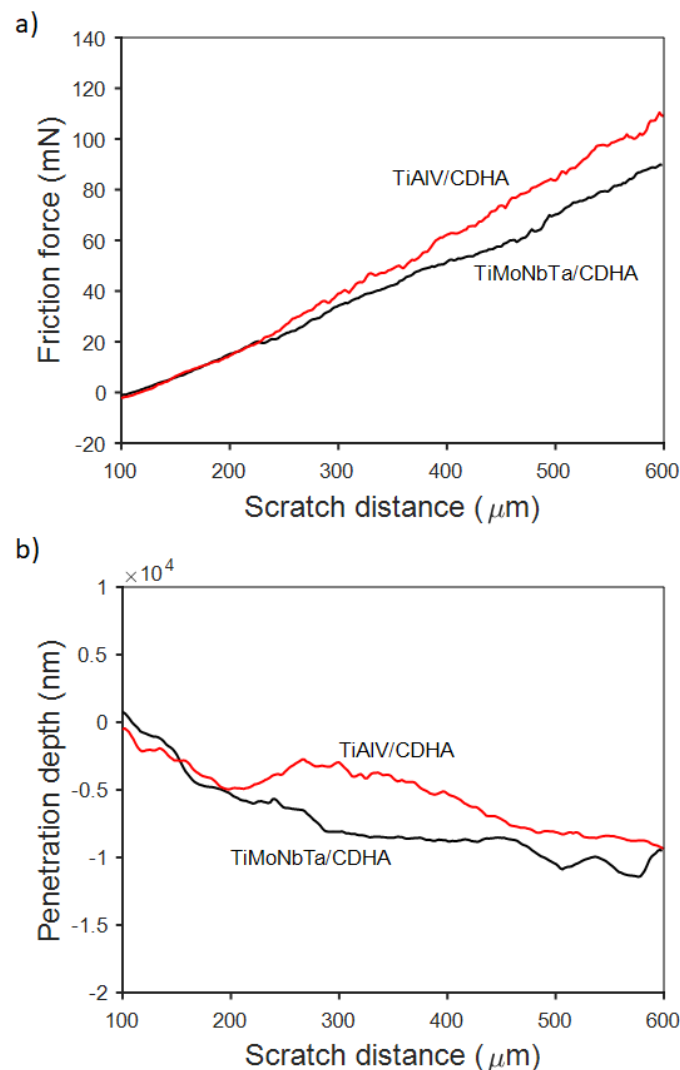 a)
140
120
100
80
60
40
20
0
-20
Friction force (mN)
TiAlV/CDHA
TiMoNbTa/CDHA
100 200 300 400 500 600
Scratch distance (μm)
b)
×10⁴
1
0.5
0
-0.5
-1
-1.5
-2
Penetration depth (nm)
TiAlV/CDHA
TiMoNbTa/CDHA
100 200 300 400 500 600
Scratch distance (μm)